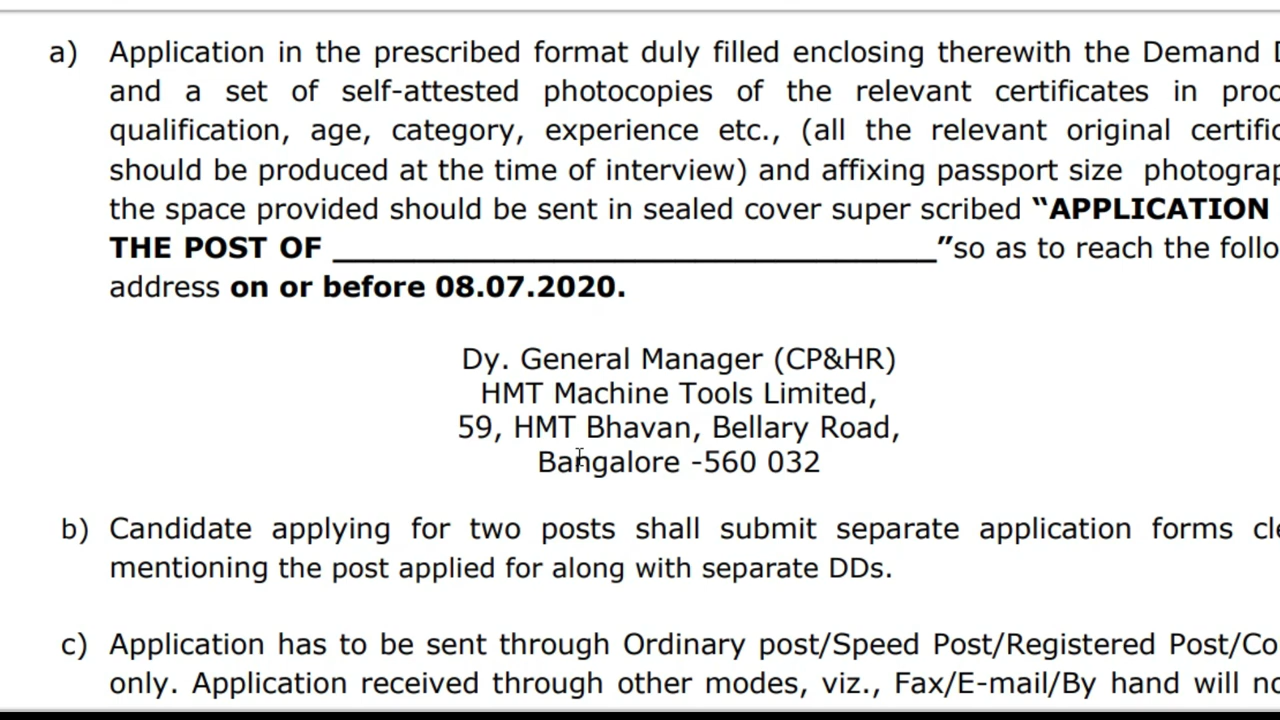 a) Application in the prescribed format duly filled enclosing therewith the Demand
and a set of self-attested photocopies of the relevant certificates in
qualification, age, category, experience etc., (all the relevant original
should be produced at the time of interview) and affixing passport size
the space provided should be sent in sealed cover super scribed “APPLICATION
THE POST OF ____________________________________”so as to reach the
address on or before 08.07.2020.
Dy. General Manager (CP&HR)
HMT Machine Tools Limited,
59, HMT Bhavan, Bellary Road,
Bangalore -560 032
b) Candidate applying for two posts shall submit separate application forms
mentioning the post applied for along with separate DDs.
c) Application has to be sent through Ordinary post/Speed Post/Registered
only. Application received through other modes, viz., Fax/E-mail/By hand will